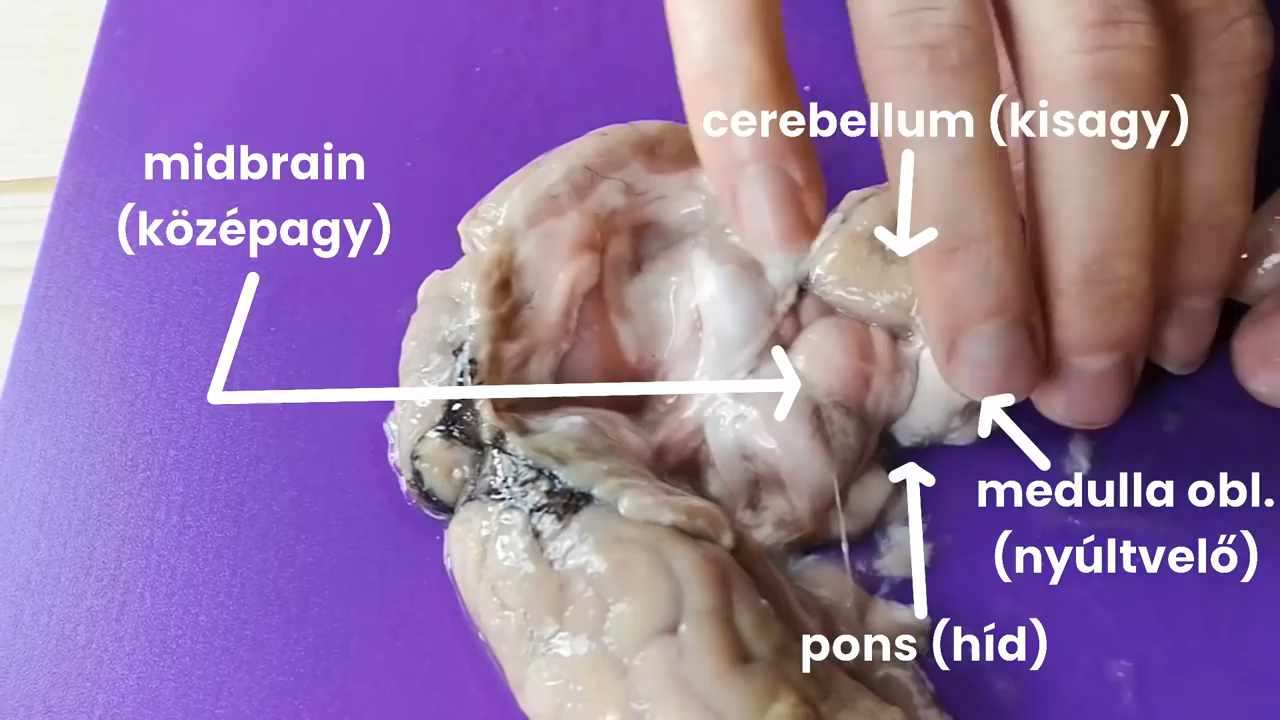 cerebellum (kisagy)
midbrain
(középagy)
medulla obl.
(nyúltvelő)
pons (híd)